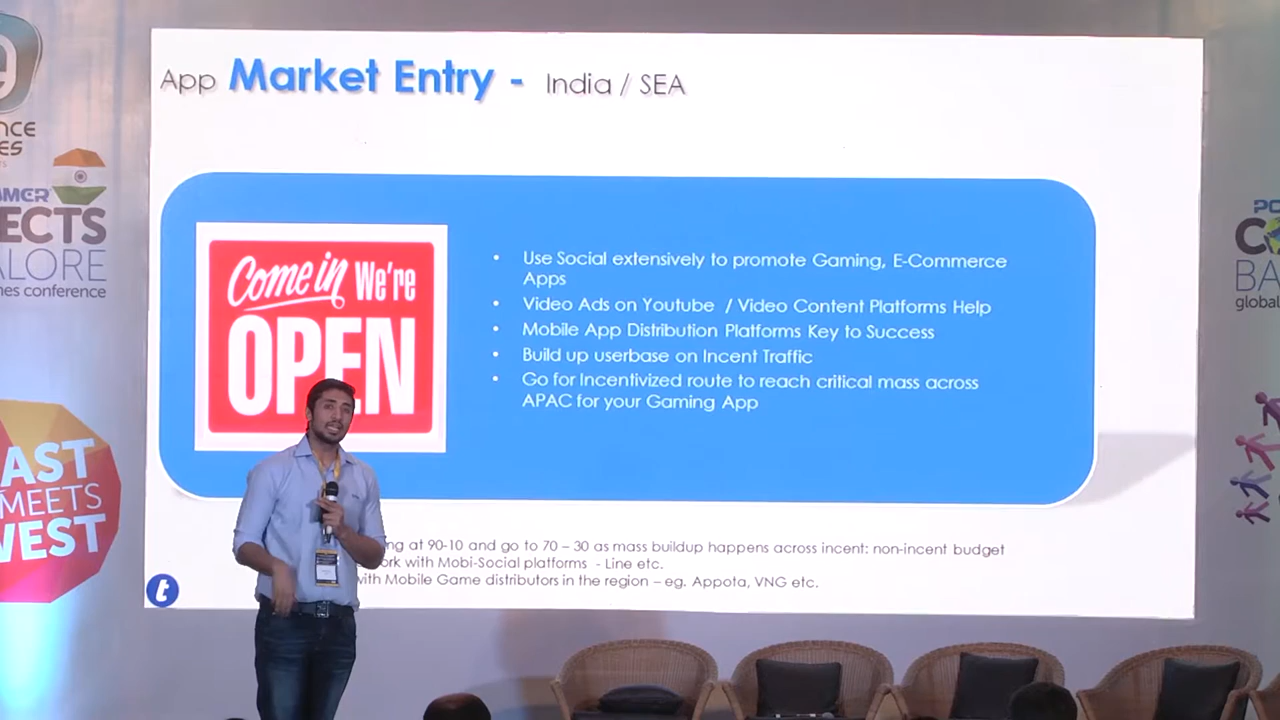 App Market Entry - India / SEA
Come in We're
OPEN
• Use Social extensively to promote Gaming, E-Commerce
Apps
• Video Ads on Youtube / Video Content Platforms Help
• Mobile App Distribution Platforms Key to Success
• Build up userbase on Incent Traffic
• Go for Incentivized route to reach critical mass across
APAC for your Gaming App
at 90-10 and go to 70 – 30 as mass buildup happens across incent: non-incent budget
with Mobi-Social platforms - Line etc.
with Mobile Game distributors in the region – eg. Appota, VNG etc.
t
ECTS
ALORE
conference
AST
MEETS
WEST
PC
BA
global